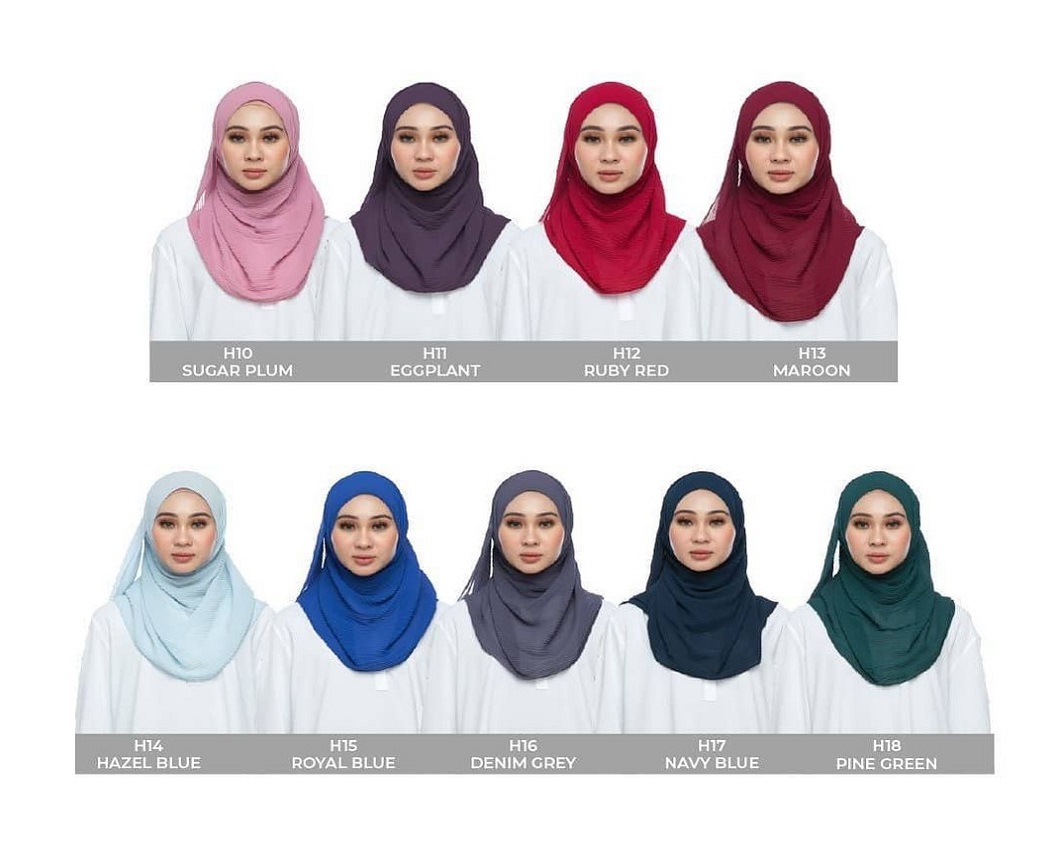 H10 H11 H12 H13
SUGAR PLUM EGGPLANT RUBY RED MAROON
H14 H15 H16 H17 H18
HAZEL BLUE ROYAL BLUE DENIM GREY NAVY BLUE PINE GREEN